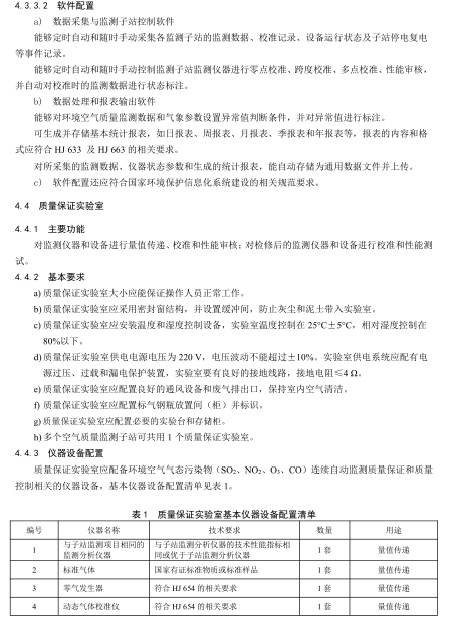 4.3.3.2 软件配置
a) 数据采集与监测子站控制软件
能够定时自动和随时手动采集各监测子站的监测数据、校准记录、设备运行状态及子站停电复电
等事件记录。
能够定时自动和随时手动控制监测子站监测仪器进行零点校准、跨度校准、多点校准、性能审核，
并自动对校准时的监测数据进行状态标注。
b) 数据处理和报表输出软件
能够对环境空气质量监测数据和气象参数设置异常值判断条件，并对异常值进行标注。
可生成并存储基本统计报表，如日报表、周报表、月报表、季报表和年报表等，报表的内容和格
式应符合 HJ 633 及 HJ 663 的相关要求。
对所采集的监测数据、仪器状态参数和生成的统计报表，能自动存储为通用数据文件并上传。
c) 软件配置还应符合国家环境保护信息化系统建设的相关规范要求。
4.4 质量保证实验室
4.4.1 主要功能
对监测仪器和设备进行量值传递、校准和性能审核；对检修后的监测仪器和设备进行校准和性能测
试。
4.4.2 基本要求
a) 质量保证实验室大小应能保证操作人员正常工作。
b) 质量保证实验室应采用密封窗结构，并设置缓冲间，防止灰尘和泥土带入实验室。
c) 质量保证实验室应安装温度和湿度控制设备，实验室温度控制在 25°C±5°C，相对湿度控制在
80%以下。
d) 质量保证实验室供电电源电压为 220 V，电压波动不能超过±10%。实验室供电系统应配有电
源过压、过载和漏电保护装置，实验室要有良好的接地线路，接地电阻≤4 Ω。
e) 质量保证实验室应配置良好的通风设备和废气排出口，保持室内空气清洁。
f) 质量保证实验室应配置标气钢瓶放置间（柜）并标识。
g) 质量保证实验室应配置必要的实验台和存储柜。
h) 多个空气质量监测子站可共用 1 个质量保证实验室。
4.4.3 仪器设备配置
质量保证实验室应配备环境空气气态污染物（SO₂、NO₂、O₃、CO）连续自动监测质量保证和质量
控制相关的仪器设备，基本仪器设备配置清单见表 1。
表 1 质量保证实验室基本仪器设备配置清单
编号 仪器名称 技术要求 数量 用途
1 与子站监测项目相同的 与子站监测分析仪器的技术性能指标相 1 套 量值传递
监测分析仪器 同或优于子站监测分析仪器
2 标准气体 国家有证标准物质或标准样品 1 套 量值传递
3 零气发生器 符合 HJ 654 的相关要求 1 套 量值传递
4 动态气体校准仪 符合 HJ 654 的相关要求 1 套 量值传递